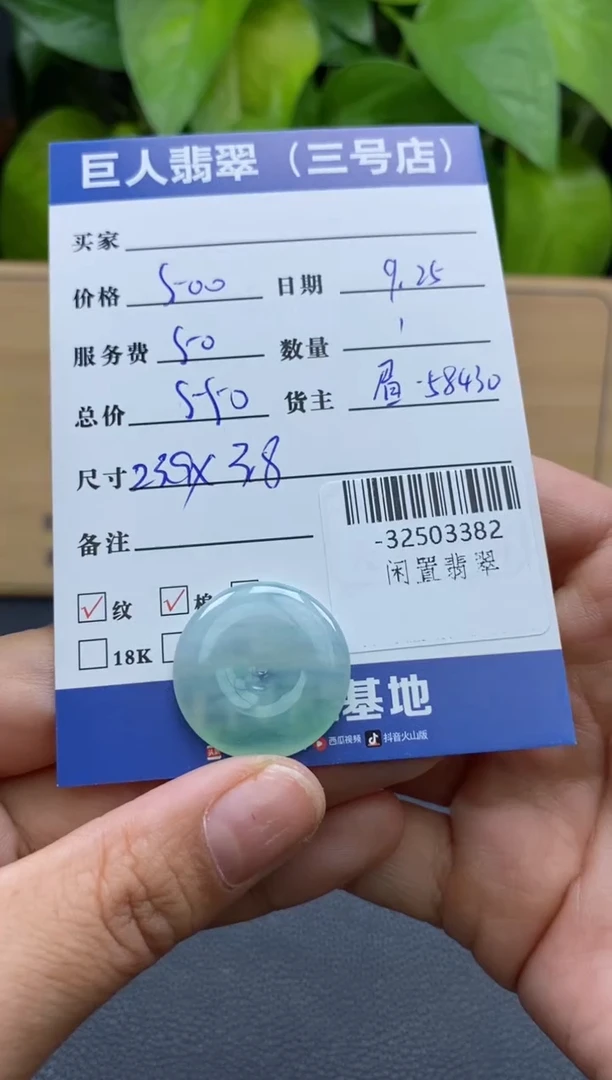 巨人翡翠（三号店）
买家
价格 500 日期 9.25
服务费 50 数量 1
总价 550 货主 眉-58430
尺寸 23.9X 3.8
备注
-32503382
闲置翡翠
纹
18K
基地
西瓜视频 抖音火山版